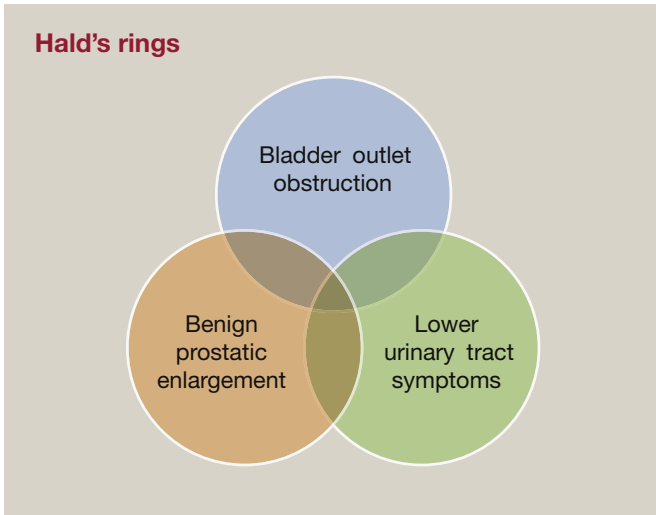 Hald's rings
Bladder outlet
obstruction
Benign
prostatic
enlargement
Lower
urinary tract
symptoms